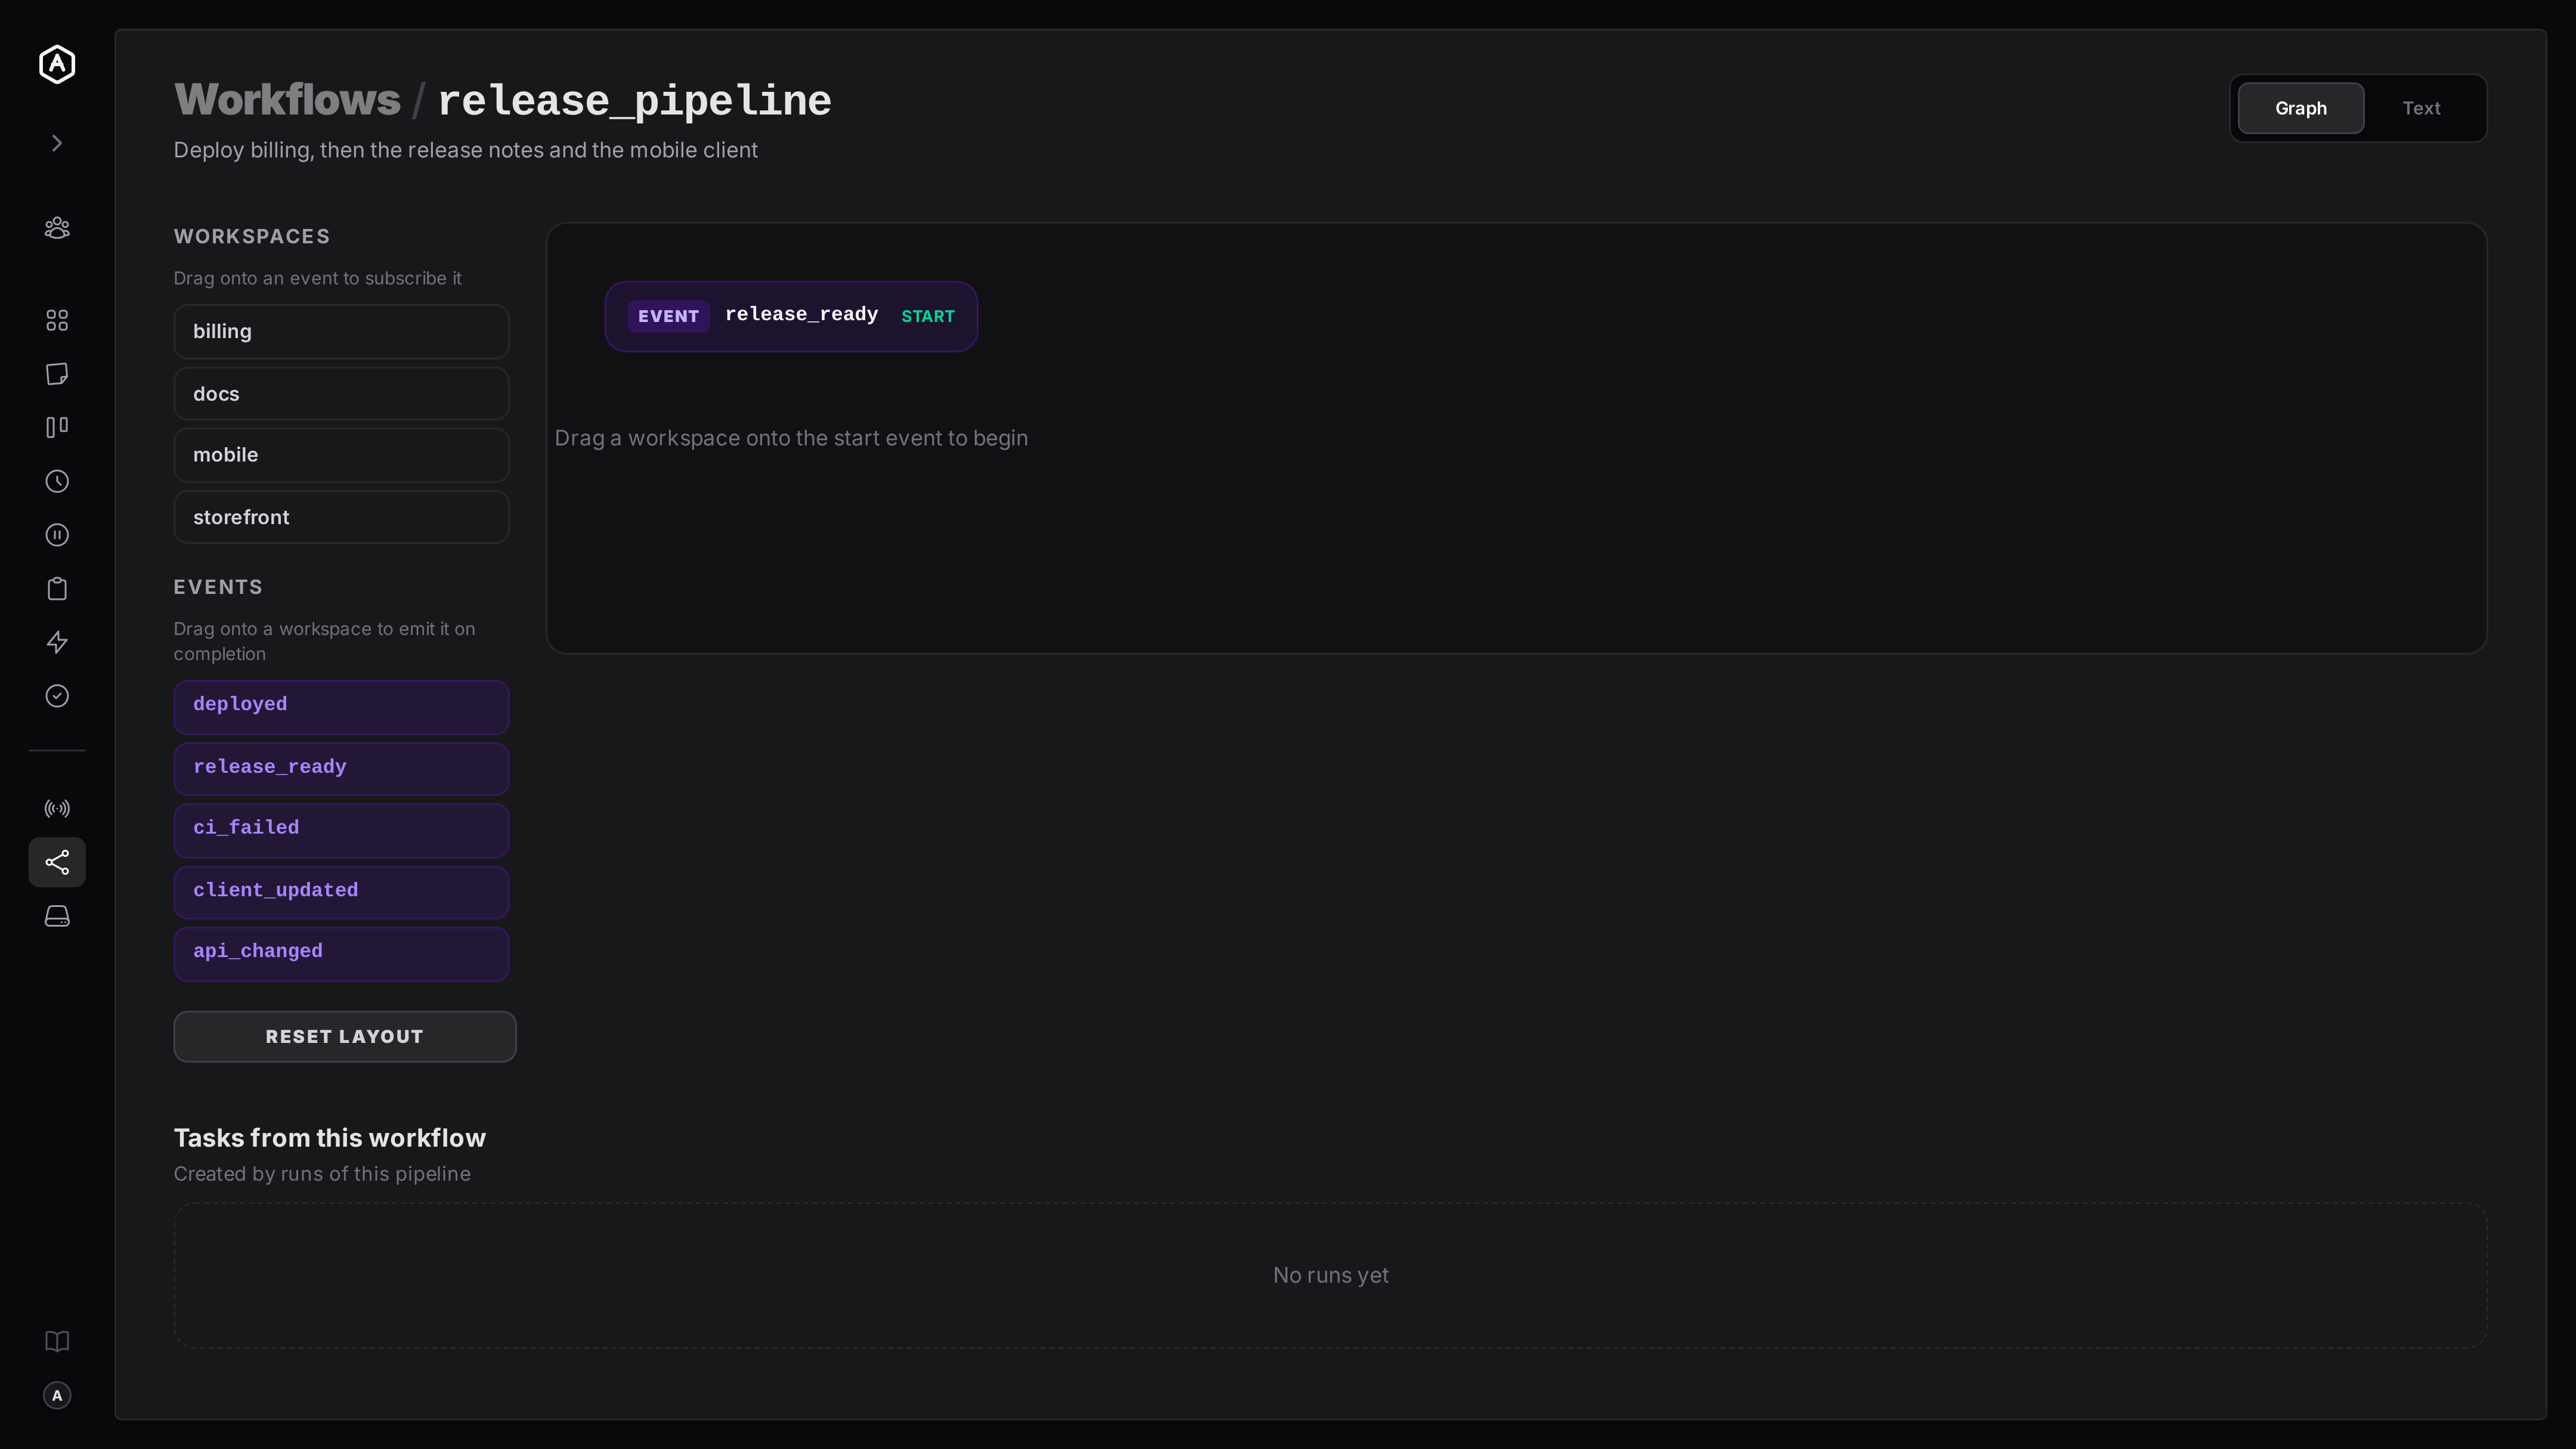 Workflows / release_pipeline
Deploy billing, then the release notes and the mobile client
Graph
Text
WORKSPACES
Drag onto an event to subscribe it
billing
docs
mobile
storefront
EVENTS
Drag onto a workspace to emit it on
completion
deployed
release_ready
ci_failed
client_updated
api_changed
RESET LAYOUT
EVENT release_ready START
Drag a workspace onto the start event to begin
Tasks from this workflow
Created by runs of this pipeline
No runs yet
A